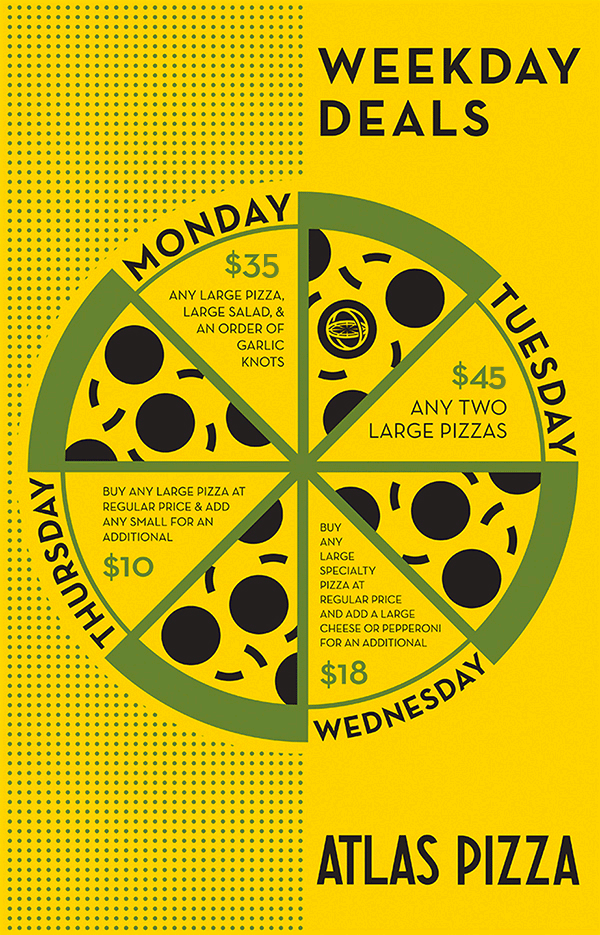 WEEKDAY
DEALS
MONDAY
$35
ANY LARGE PIZZA,
LARGE SALAD, &
AN ORDER OF
GARLIC
KNOTS
TUESDAY
$45
ANY TWO
LARGE PIZZAS
WEDNESDAY
BUY
ANY
LARGE
SPECIALTY
PIZZA AT
REGULAR PRICE
AND ADD A LARGE
CHEESE OR PEPPERONI
FOR AN ADDITIONAL
$18
THURSDAY
BUY ANY LARGE PIZZA AT
REGULAR PRICE & ADD
ANY SMALL FOR AN
ADDITIONAL
$10
ATLAS PIZZA